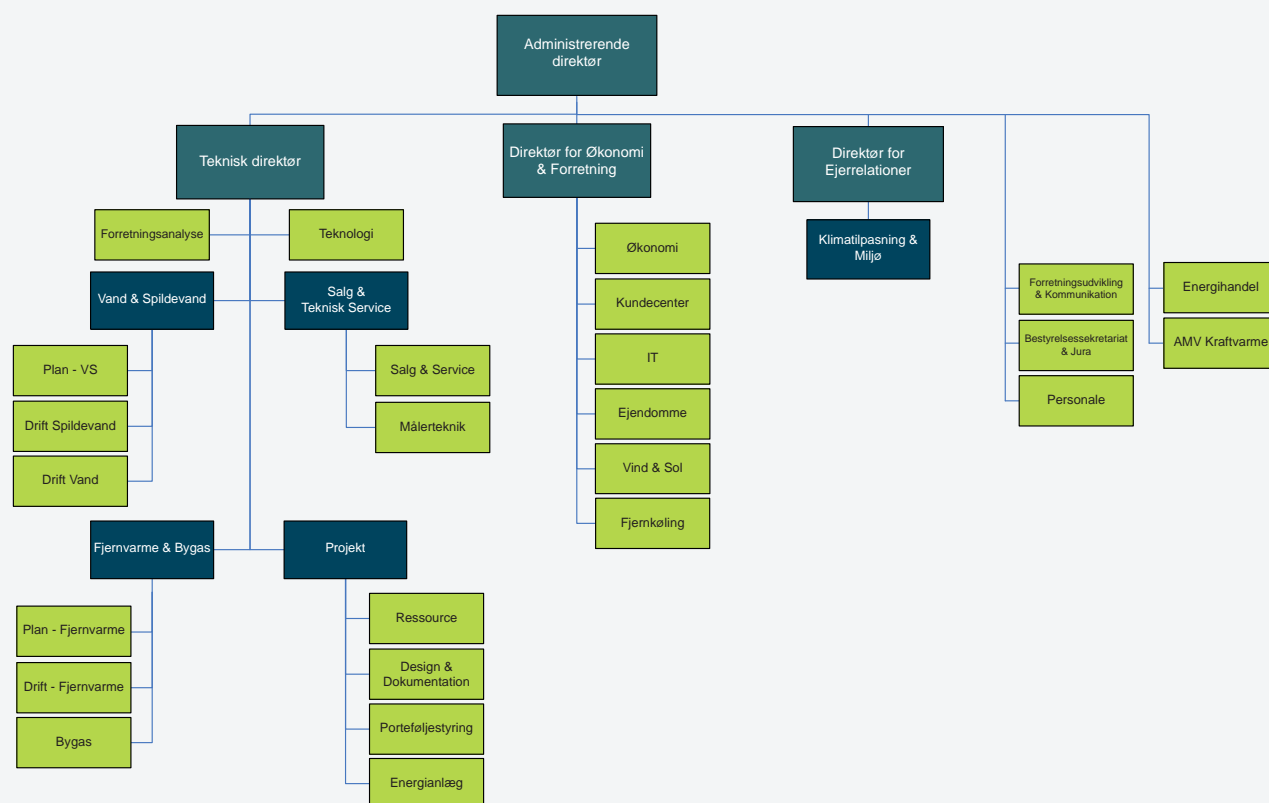 Administrerende
direktør
Teknisk direktør
Direktør for Økonomi
& Forretning
Direktør for
Ejerrelationer
Forretningsanalyse
Teknologi
Vand & Spildevand
Salg &
Teknisk Service
Plan - VS
Drift Spildevand
Drift Vand
Salg & Service
Målerteknik
Fjernvarme & Bygas
Projekt
Plan - Fjernvarme
Drift - Fjernvarme
Bygas
Ressource
Design &
Dokumentation
Porteføljestyring
Energianlæg
Økonomi
Kundecenter
IT
Ejendomme
Vind & Sol
Fjernkøling
Klimatilpasning &
Miljø
Forretningsudvikling
& Kommunikation
Bestyrelsessekretariat
& Jura
Personale
Energihandel
AMV Kraftvarme